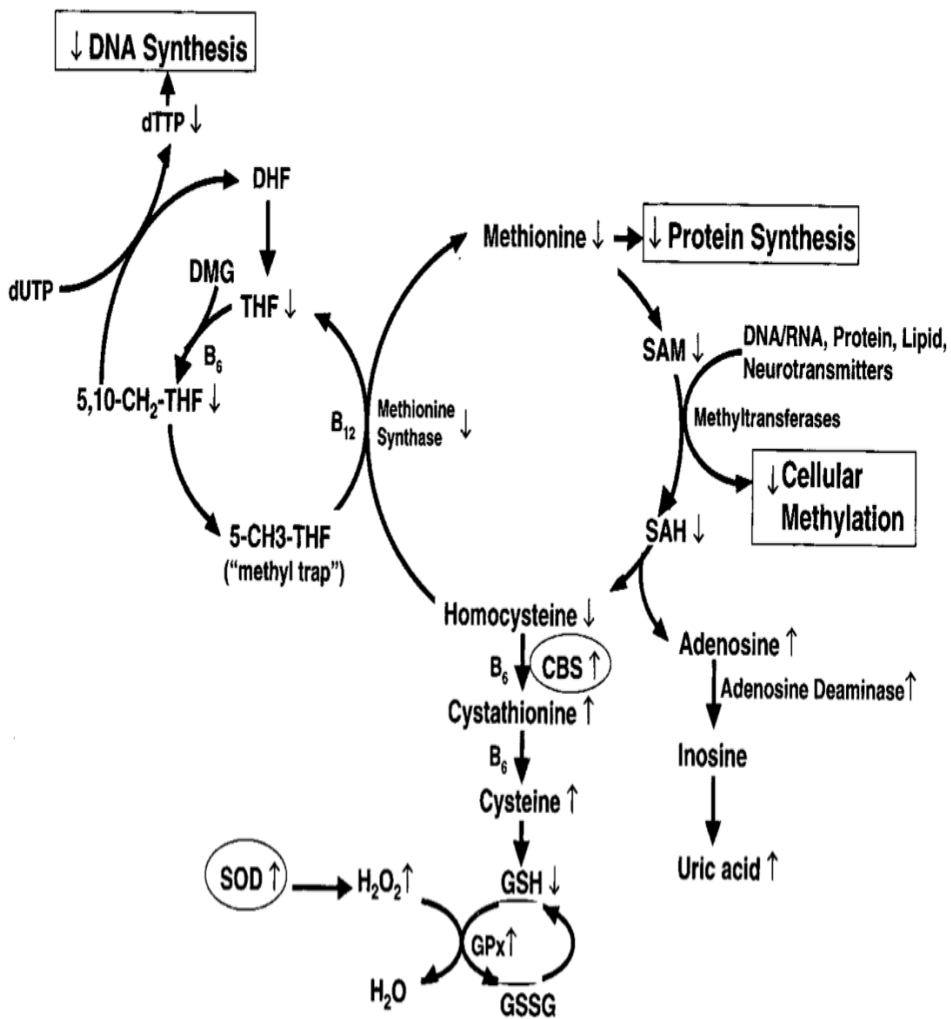 ↓ DNA Synthesis
dTTP ↓
DHF
dUTP
DMG
THF ↓
B₆
5,10-CH₂-THF ↓
5-CH3-THF
("methyl trap")
B₁₂
Methionine
Synthase ↓
Methionine ↓
↓ Protein Synthesis
SAM ↓
DNA/RNA, Protein, Lipid,
Neurotransmitters
Methyltransferases
↓ Cellular
Methylation
SAH ↓
Homocysteine ↓
B₆
CBS ↑
Cystathionine ↑
B₆
Cysteine ↑
Adenosine ↑
Adenosine Deaminase ↑
Inosine
Uric acid ↑
SOD ↑
H₂O₂ ↑
GSH ↓
GPx ↑
H₂O
GSSG